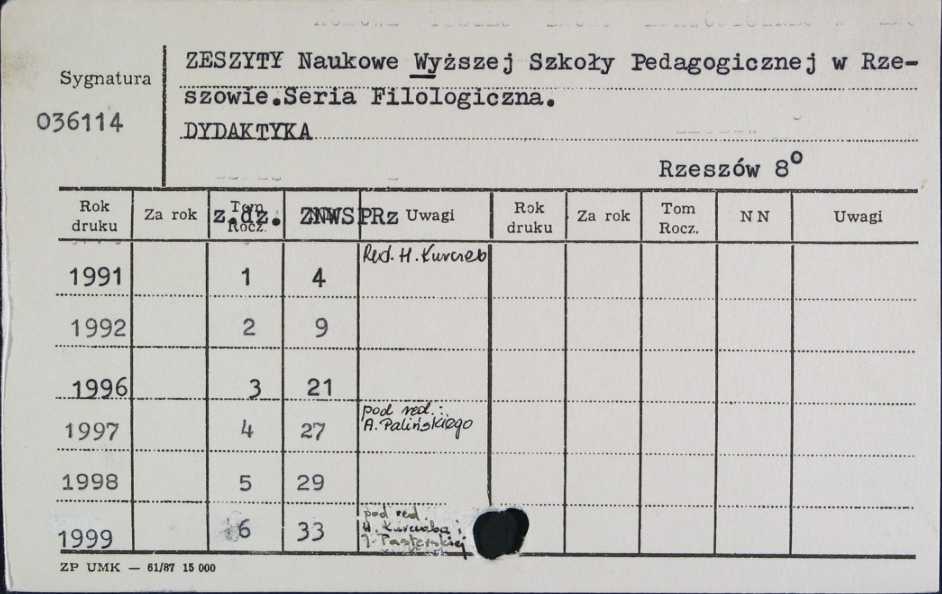 ZESZYTY Naukowe Wyższej Szkoły Pedagogicznej w Rze-
Sygnatura
szowie.Seria Filologiczna.
036114
DYDAKTYKA
Rzeszów 8°
Rok druku Za rok Tom Rocz. z.dz. ZNWSPRz Uwagi Rok druku Za rok Tom Rocz. NN Uwagi
1991 1 4 Red. H. Kurczab
1992 2 9
1996 3 21
1997 4 27 pod red.: A. Palińskiego
1998 5 29
1999 6 33 pod red. H. Kurczaba i J. Pasterskiej
ZP UMK — 61/87 15 000